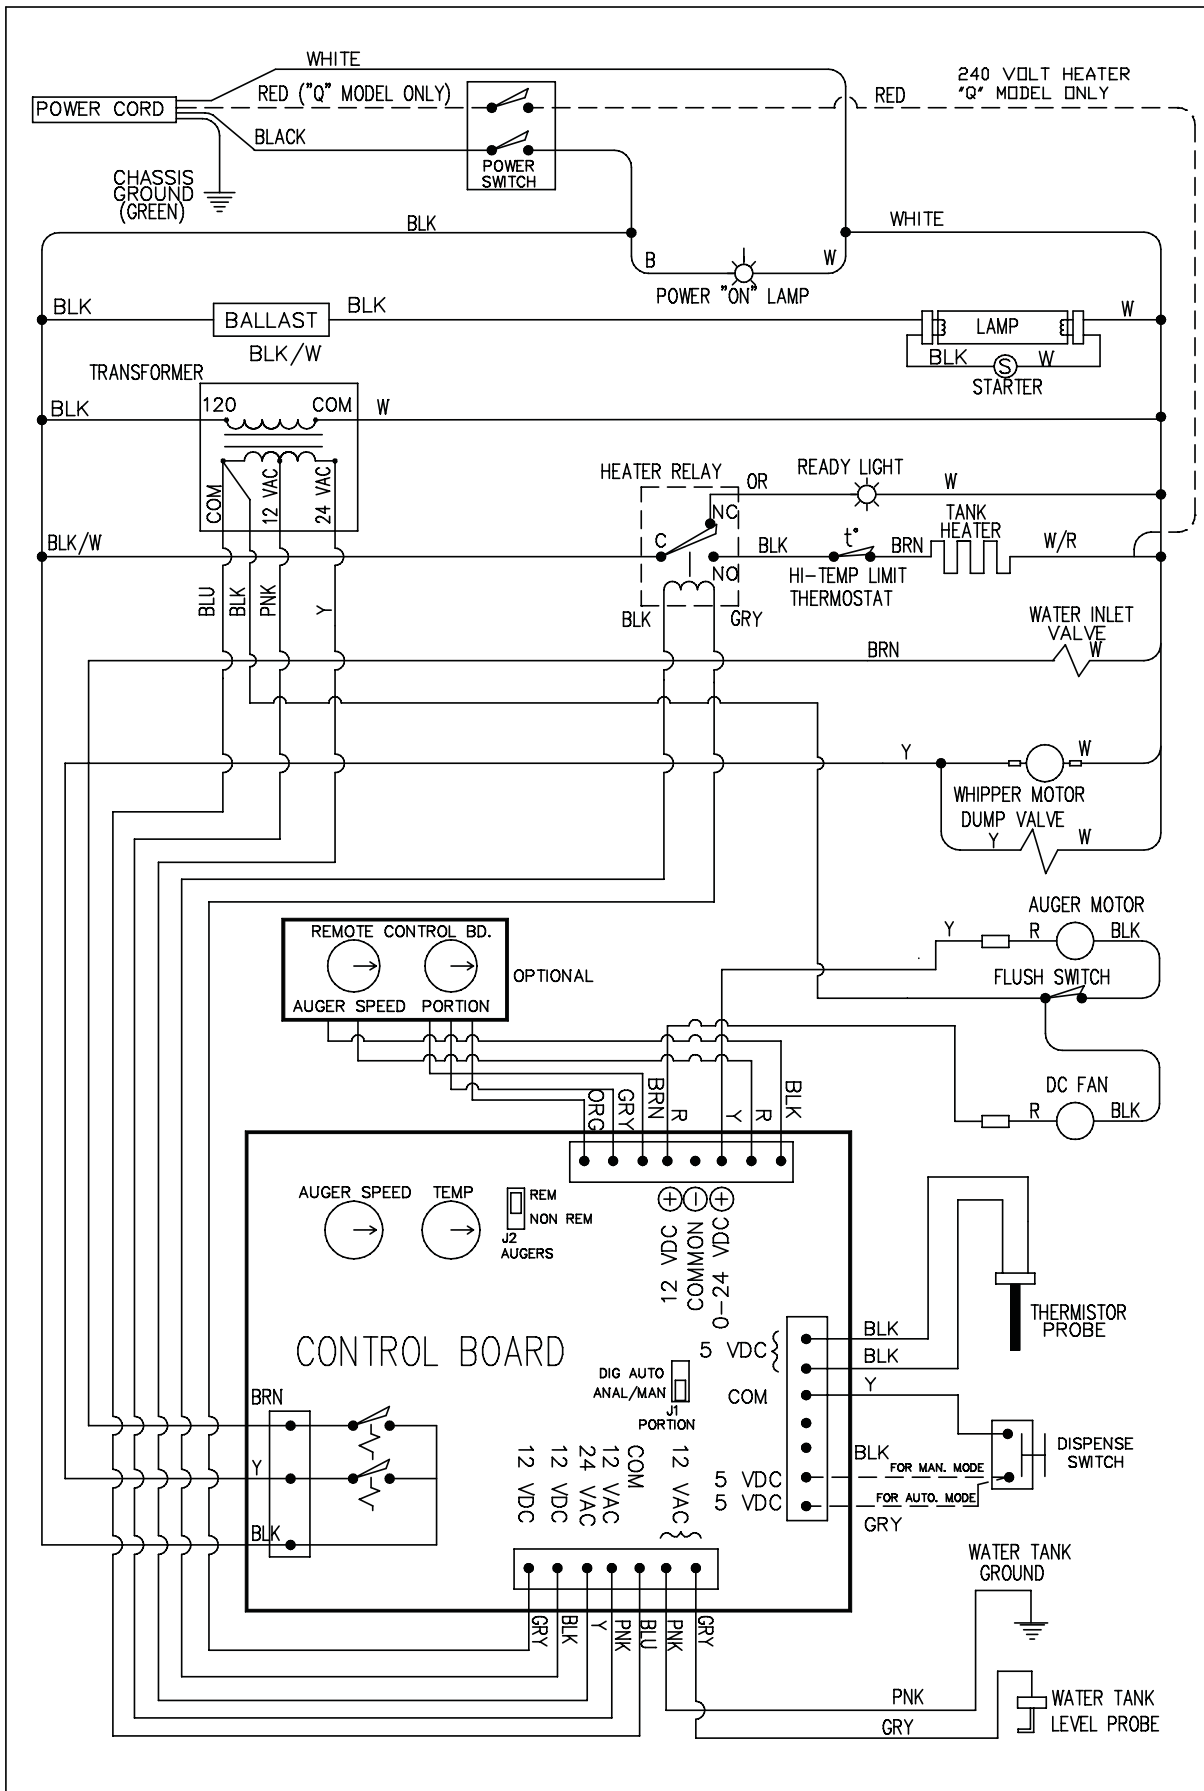 WHITE
240 VOLT HEATER
"Q" MODEL ONLY
RED ("Q" MODEL ONLY)
RED
POWER CORD
BLACK
POWER
SWITCH
CHASSIS
GROUND
(GREEN)
BLK
WHITE
B
W
POWER "ON" LAMP
BLK
BALLAST
BLK
BLK/W
LAMP
W
BLK
S
W
STARTER
TRANSFORMER
120
COM
BLK
W
COM
12 VAC
24 VAC
HEATER RELAY
READY LIGHT
OR
W
NC
TANK
HEATER
BLK/W
C
BLK
t°
BRN
W/R
NO
HI-TEMP LIMIT
THERMOSTAT
BLU
BLK
PNK
Y
BLK
GRY
WATER INLET
VALVE
BRN
W
Y
W
WHIPPER MOTOR
DUMP VALVE
Y
W
AUGER MOTOR
Y
R
BLK
REMOTE CONTROL BD.
OPTIONAL
AUGER SPEED
PORTION
FLUSH SWITCH
DC FAN
R
BLK
ORG
GRY
BRN
R
Y
R
BLK
AUGER SPEED
TEMP
REM
NON REM
J2
AUGERS
+
−
+
12 VDC
COMMON
0-24 VDC
THERMISTOR
PROBE
CONTROL BOARD
5 VDC
BLK
BLK
DIG AUTO
ANAL/MAN
J1
PORTION
COM
Y
BRN
Y
BLK
DISPENSE
SWITCH
BLK
FOR MAN. MODE
5 VDC
5 VDC
FOR AUTO. MODE
GRY
12 VDC
12 VDC
24 VAC
12 VAC
COM
12 VAC
WATER TANK
GROUND
GRY
BLK
Y
PNK
BLU
PNK
GRY
PNK
GRY
WATER TANK
LEVEL PROBE